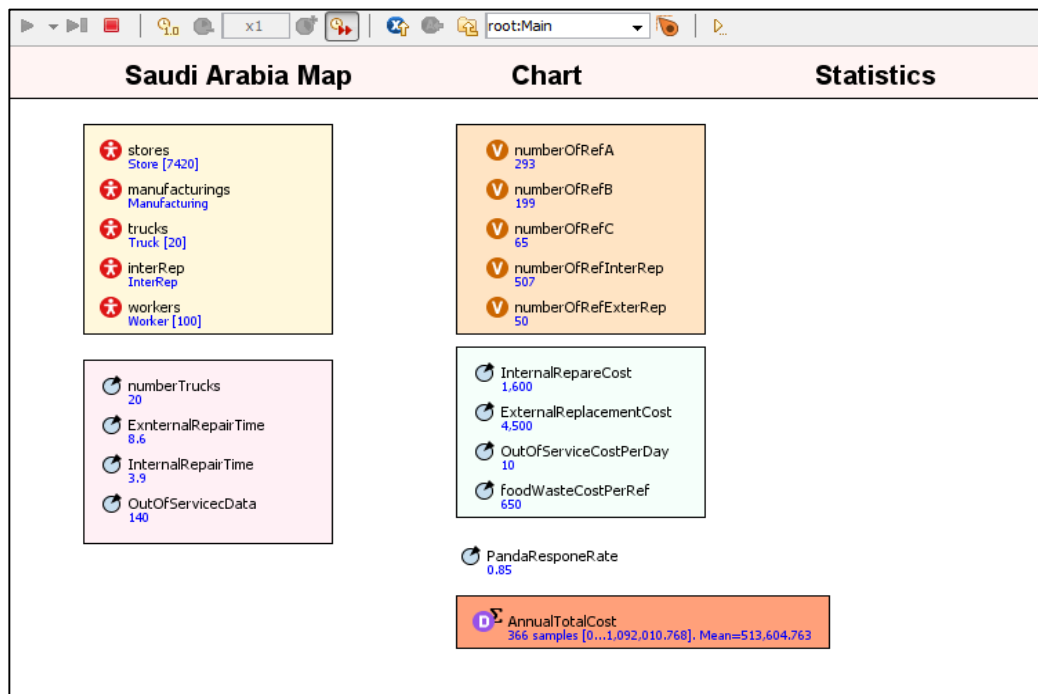 x1
root:Main
Saudi Arabia Map Chart Statistics
stores
Store [7420]
manufacturings
Manufacturing
trucks
Truck [20]
interRep
InterRep
workers
Worker [100]
numberOfRefA
293
numberOfRefB
199
numberOfRefC
65
numberOfRefInterRep
507
numberOfRefExterRep
50
numberTrucks
20
ExnternalRepairTime
8.6
InternalRepairTime
3.9
OutOfServicecData
140
InternalRepareCost
1,600
ExternalReplacementCost
4,500
OutOfServiceCostPerDay
10
foodWasteCostPerRef
650
PandaResponeRate
0.85
AnnualTotalCost
366 samples [0...1,092,010.768]. Mean=513,604.763